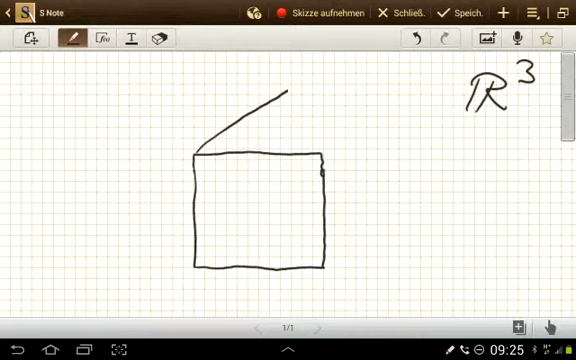 S Note
Skizze aufnehmen
Schließ.
Speich.
f(x)
T
ℝ³
1/1
09:25